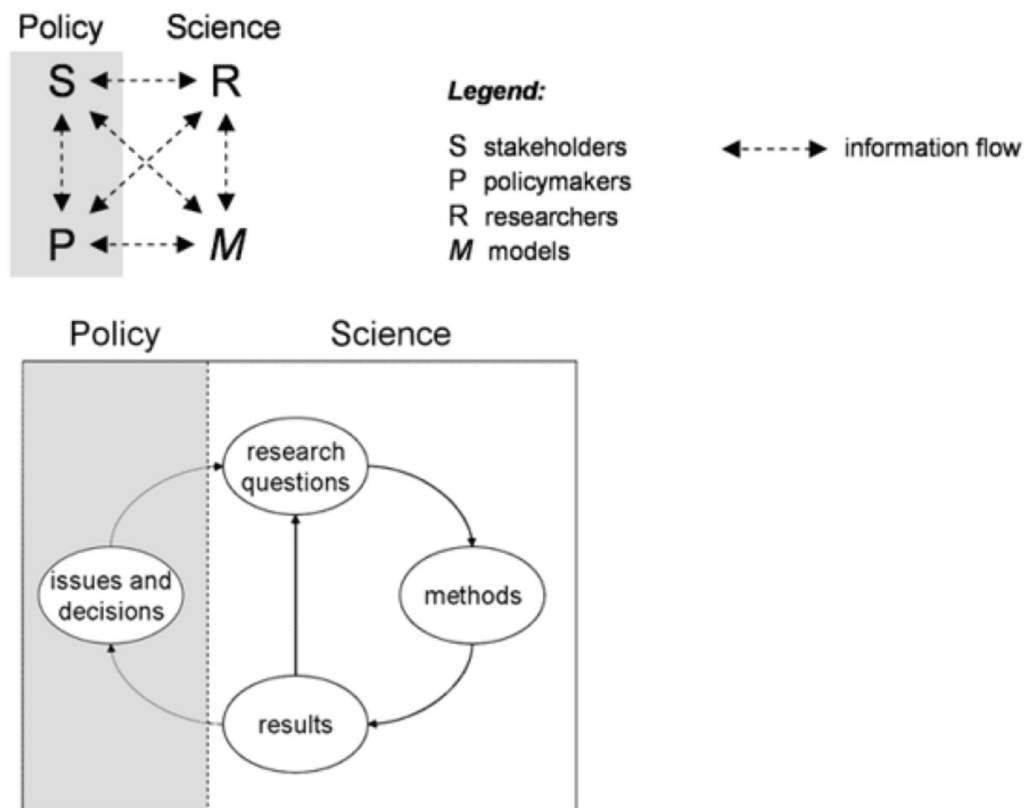 Policy Science
S R
P M
Legend:
S stakeholders
P policymakers
R researchers
M models
information flow
Policy Science
research
questions
issues and
decisions
methods
results